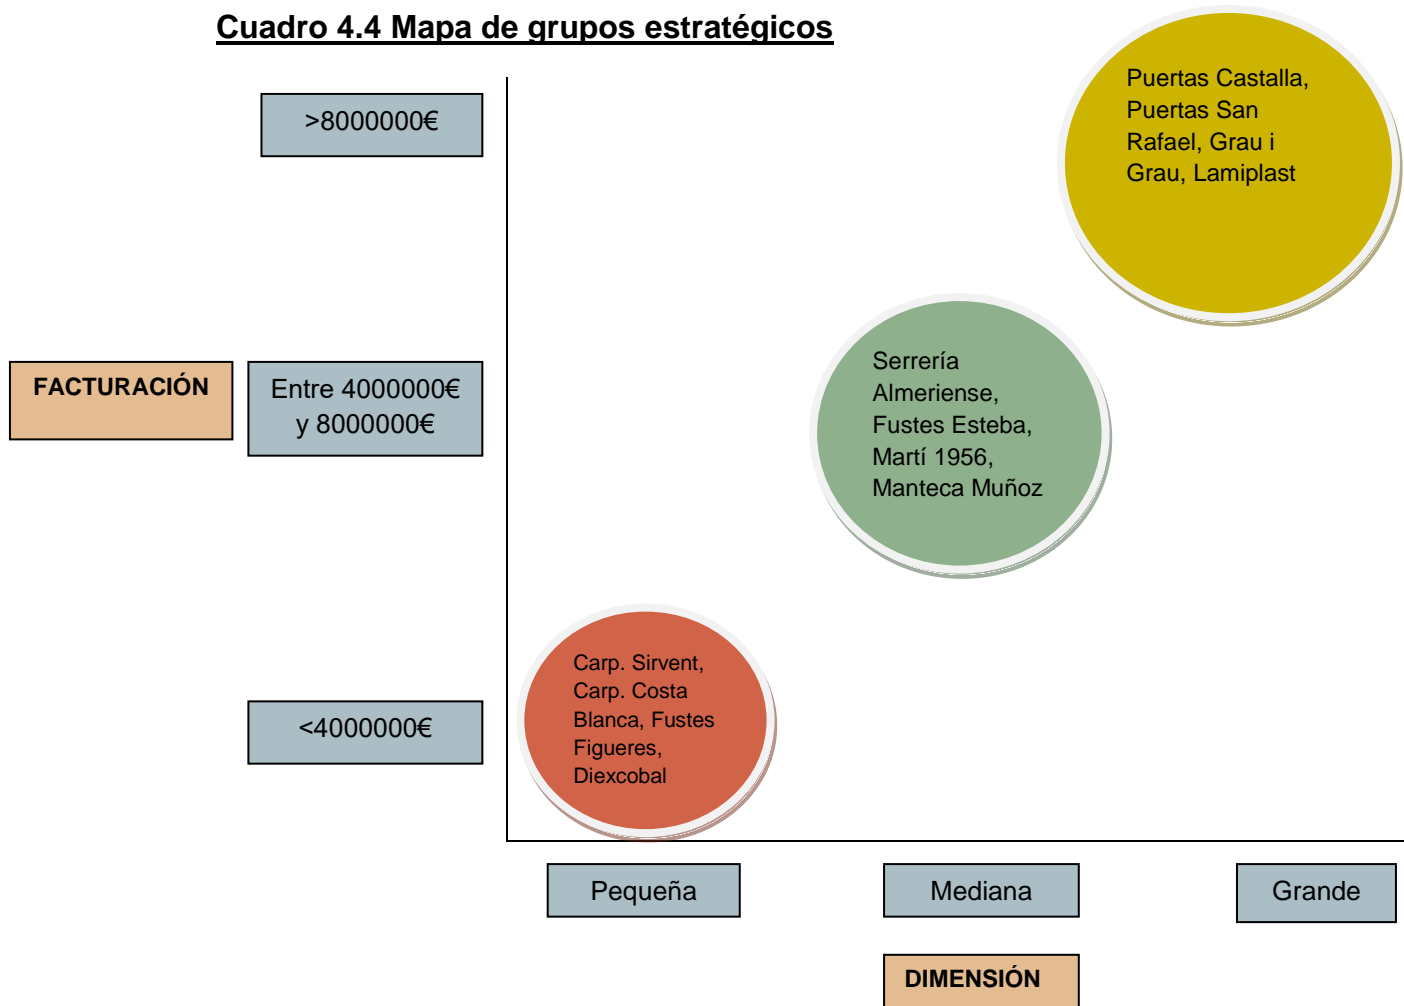 Cuadro 4.4 Mapa de grupos estratégicos
>8000000€
Puertas Castalla,
Puertas San
Rafael, Grau i
Grau, Lamiplast
FACTURACIÓN
Entre 4000000€
y 8000000€
Serrería
Almeriense,
Fustes Esteba,
Martí 1956,
Manteca Muñoz
<4000000€
Carp. Sirvent,
Carp. Costa
Blanca, Fustes
Figueres,
Diexcobal
Pequeña
Mediana
Grande
DIMENSIÓN